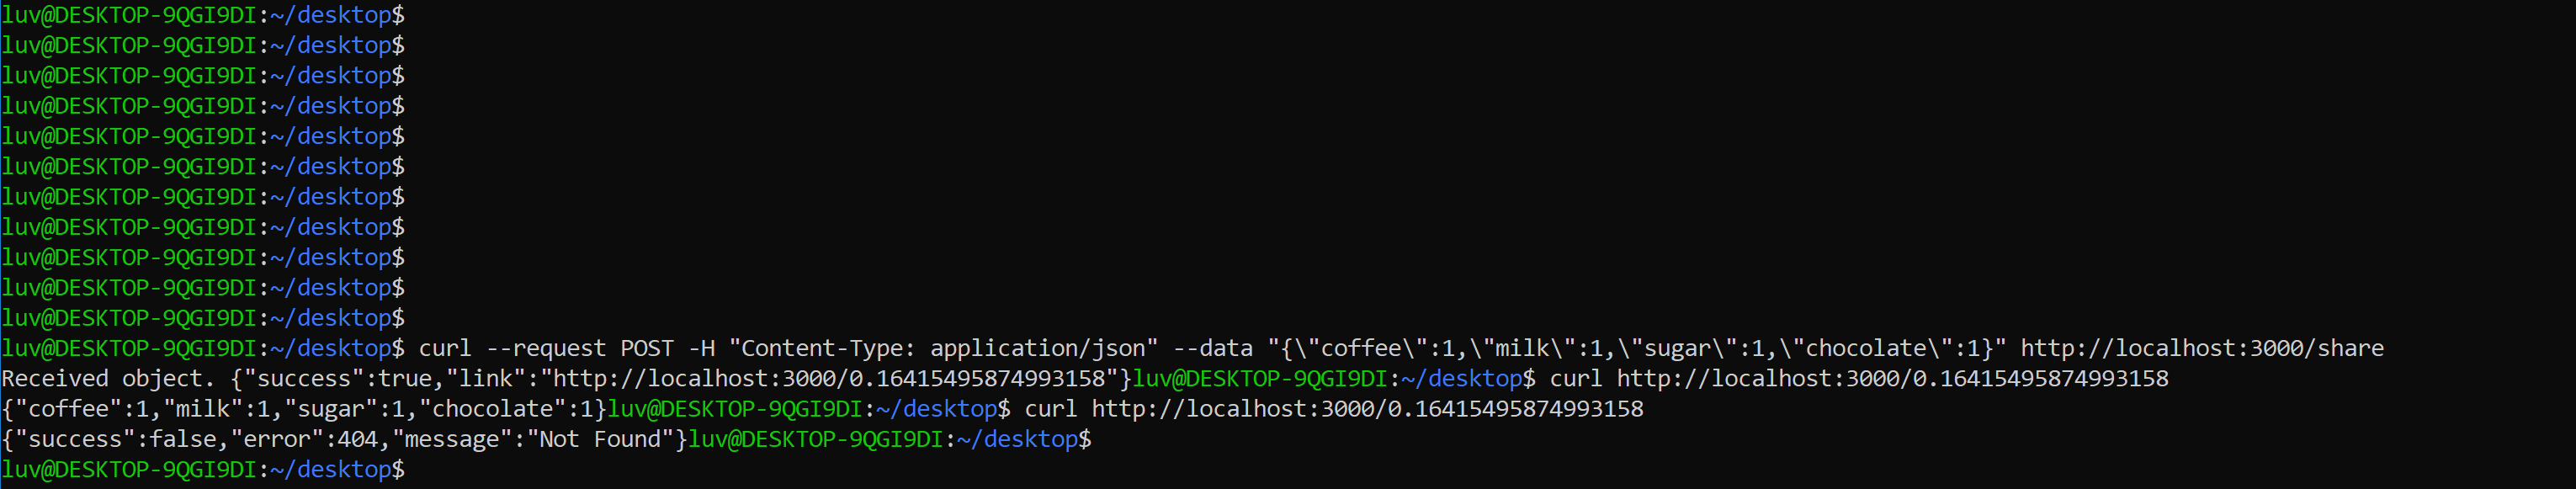 luv@DESKTOP-9QGI9DI:~/desktop$
luv@DESKTOP-9QGI9DI:~/desktop$
luv@DESKTOP-9QGI9DI:~/desktop$
luv@DESKTOP-9QGI9DI:~/desktop$
luv@DESKTOP-9QGI9DI:~/desktop$
luv@DESKTOP-9QGI9DI:~/desktop$
luv@DESKTOP-9QGI9DI:~/desktop$
luv@DESKTOP-9QGI9DI:~/desktop$
luv@DESKTOP-9QGI9DI:~/desktop$
luv@DESKTOP-9QGI9DI:~/desktop$
luv@DESKTOP-9QGI9DI:~/desktop$
luv@DESKTOP-9QGI9DI:~/desktop$ curl --request POST -H "Content-Type: application/json" --data "{\"coffee\":1,\"milk\":1,\"sugar\":1,\"chocolate\":1}" http://localhost:3000/share
Received object. {"success":true,"link":"http://localhost:3000/0.16415495874993158"}luv@DESKTOP-9QGI9DI:~/desktop$ curl http://localhost:3000/0.16415495874993158
{"coffee":1,"milk":1,"sugar":1,"chocolate":1}luv@DESKTOP-9QGI9DI:~/desktop$ curl http://localhost:3000/0.16415495874993158
{"success":false,"error":404,"message":"Not Found"}luv@DESKTOP-9QGI9DI:~/desktop$
luv@DESKTOP-9QGI9DI:~/desktop$